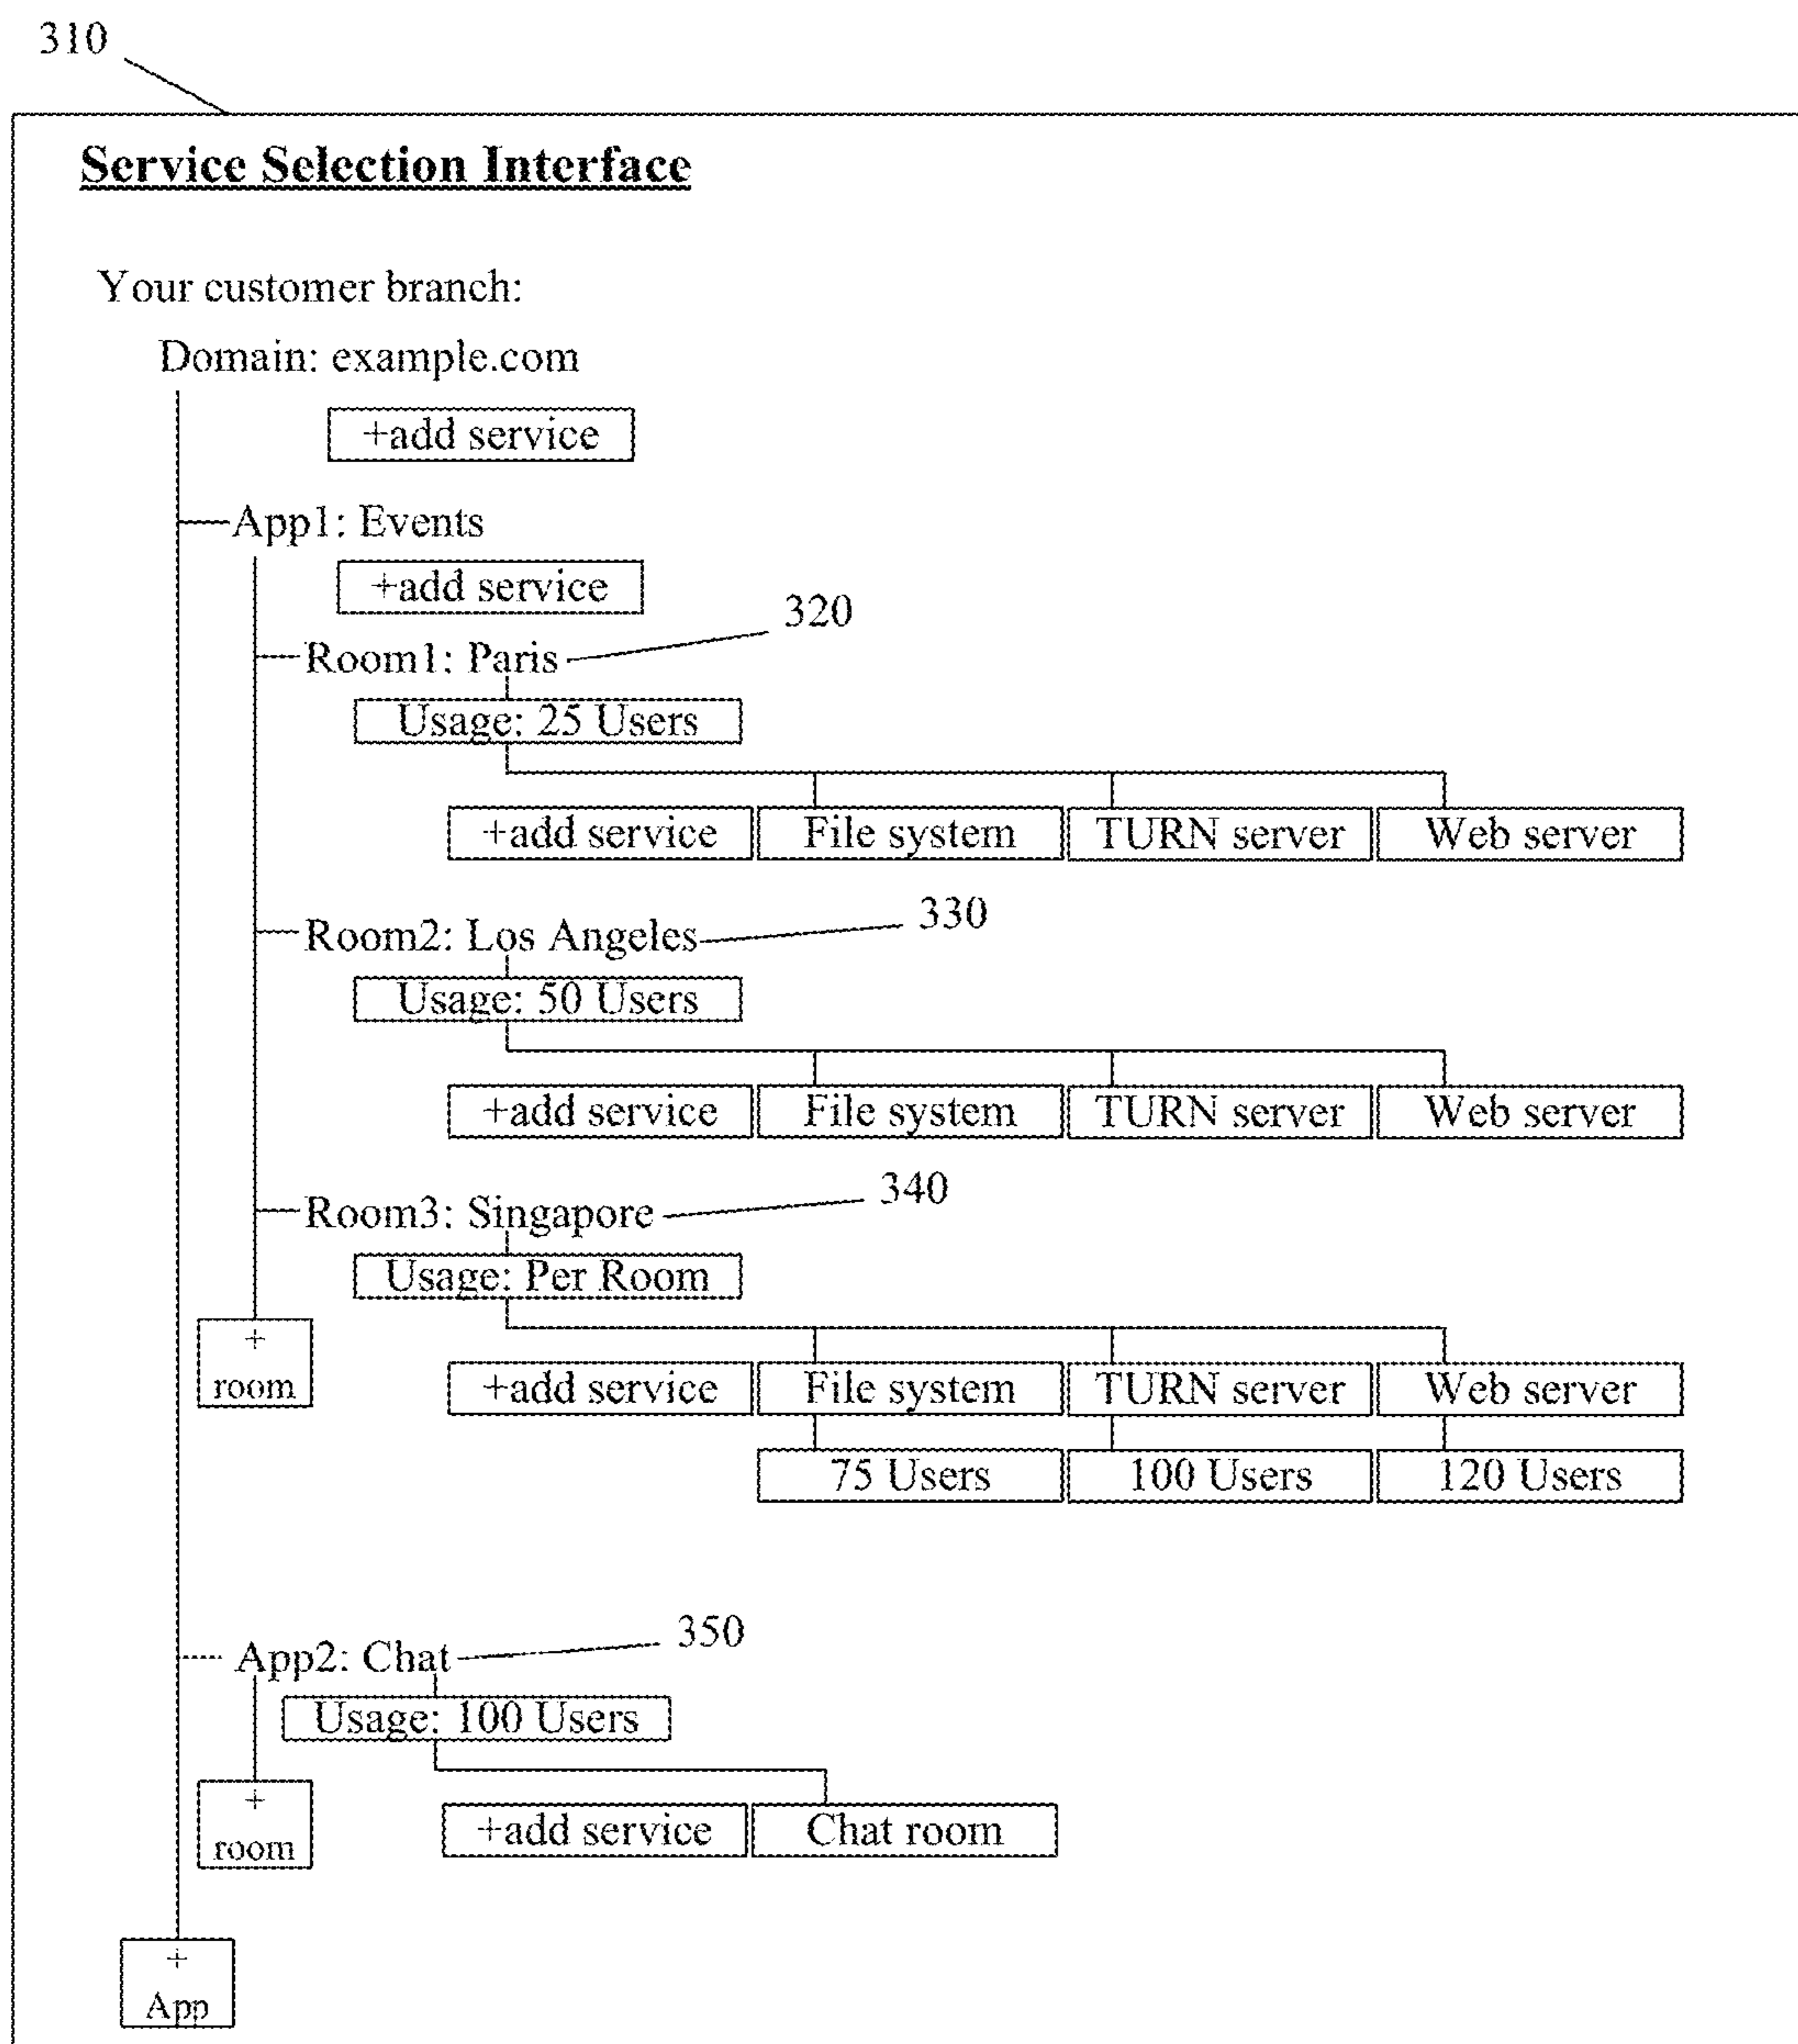 310
Service Selection Interface
Your customer branch:
Domain: example.com
+add service
App1: Events
+add service
320
Room1: Paris
Usage: 25 Users
+add service File system TURN server Web server
330
Room2: Los Angeles
Usage: 50 Users
+add service File system TURN server Web server
340
Room3: Singapore
Usage: Per Room
+
room
+add service File system TURN server Web server
75 Users 100 Users 120 Users
350
App2: Chat
Usage: 100 Users
+
room
+add service Chat room
+
App